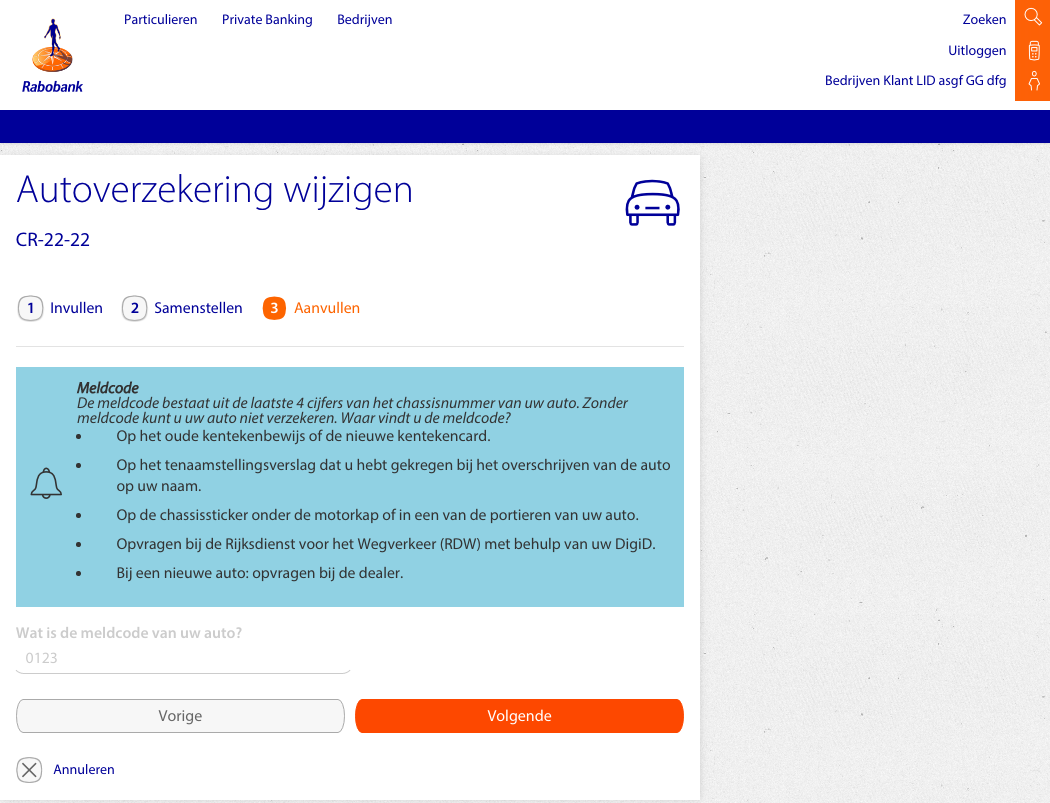 Particulieren Private Banking Bedrijven
Zoeken
Uitloggen
Bedrijven Klant LID asgf GG dfg
Rabobank
Autoverzekering wijzigen
CR-22-22
1 Invullen 2 Samenstellen 3 Aanvullen
Meldcode
De meldcode bestaat uit de laatste 4 cijfers van het chassisnummer van uw auto. Zonder
meldcode kunt u uw auto niet verzekeren. Waar vindt u de meldcode?
• Op het oude kentekenbewijs of de nieuwe kentekencard.
• Op het tenaamstellingsverslag dat u hebt gekregen bij het overschrijven van de auto
op uw naam.
• Op de chassissticker onder de motorkap of in een van de portieren van uw auto.
• Opvragen bij de Rijksdienst voor het Wegverkeer (RDW) met behulp van uw DigiD.
• Bij een nieuwe auto: opvragen bij de dealer.
Wat is de meldcode van uw auto?
0123
Vorige Volgende
Annuleren